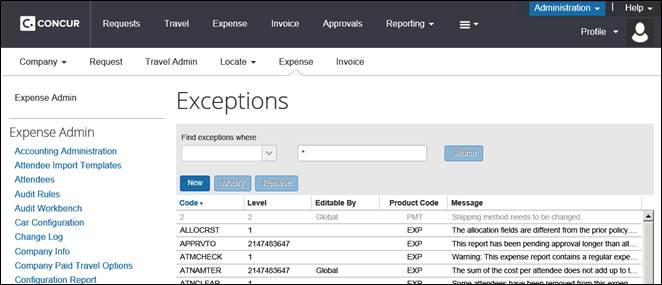 C. CONCUR Requests Travel Expense Invoice Approvals Reporting Administration | Help
Profile
Company Request Travel Admin Locate Expense Invoice
Expense Admin
Exceptions
Find exceptions where
* Search
New Modify Remove
Expense Admin
Accounting Administration
Attendee Import Templates
Attendees
Audit Rules
Audit Workbench
Car Configuration
Change Log
Company Info
Company Paid Travel Options
Configuration Report
Code Level Editable By Product Code Message
2 2 Global PMT Shipping method needs to be changed.
ALLOCRST 1 EXP The allocation fields are different from the prior policy....
APPRVTO 2147483647 EXP This report has been pending approval longer than all...
ATMCHECK 1 EXP Warning: This expense report contains a regular expe...
ATNAMTER 2147483647 Global EXP The sum of the cost per attendee does not add up to t...
ATNCLEAR 1 EXP Some attendees have been removed from this expen